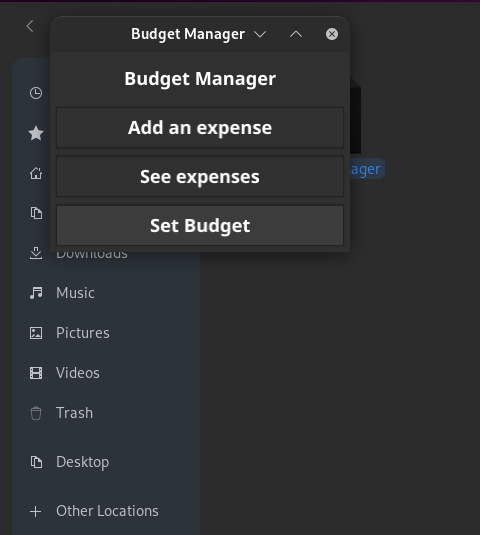 Budget Manager
Budget Manager
Add an expense
See expenses
Set Budget
ager
Downloads
Music
Pictures
Videos
Trash
Desktop
Other Locations